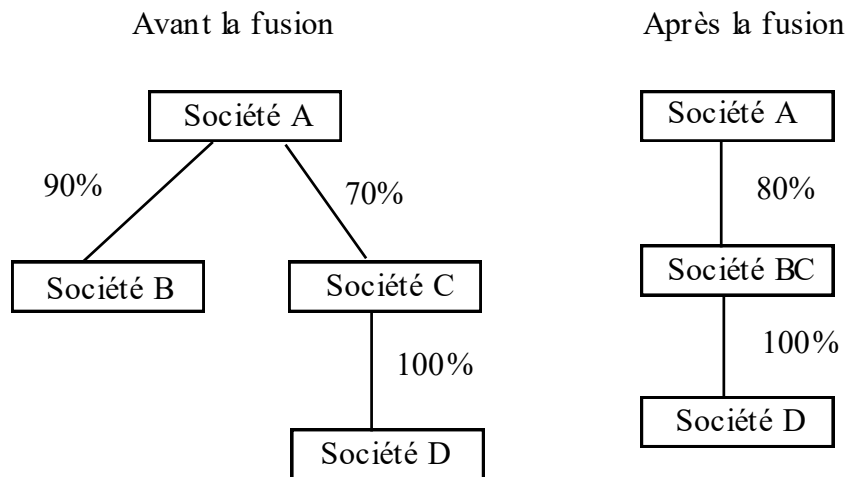 Avant la fusion
Après la fusion
Société A
Société A
90%
70%
80%
Société B
Société C
Société BC
100%
100%
Société D
Société D